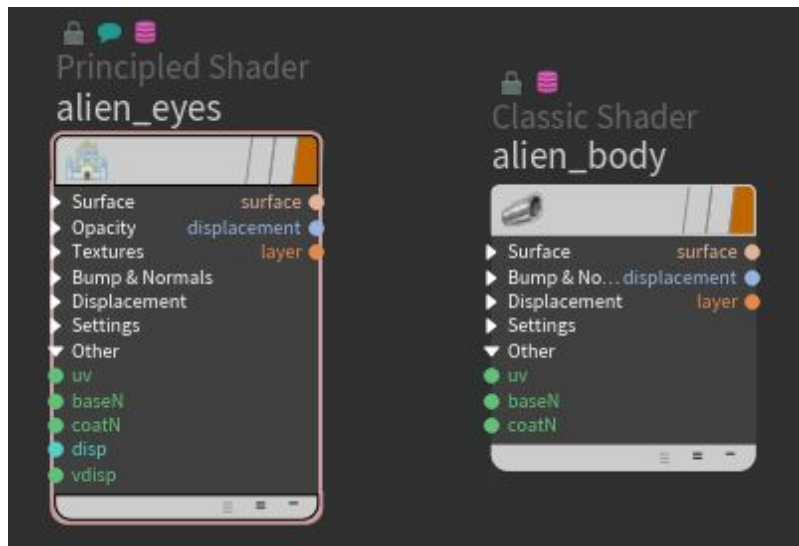 Principled Shader
alien_eyes
Surface surface
Opacity displacement
Textures layer
Bump & Normals
Displacement
Settings
Other
uv
baseN
coatN
disp
vdisp
Classic Shader
alien_body
Surface surface
Bump & No... displacement
Displacement layer
Settings
Other
uv
baseN
coatN